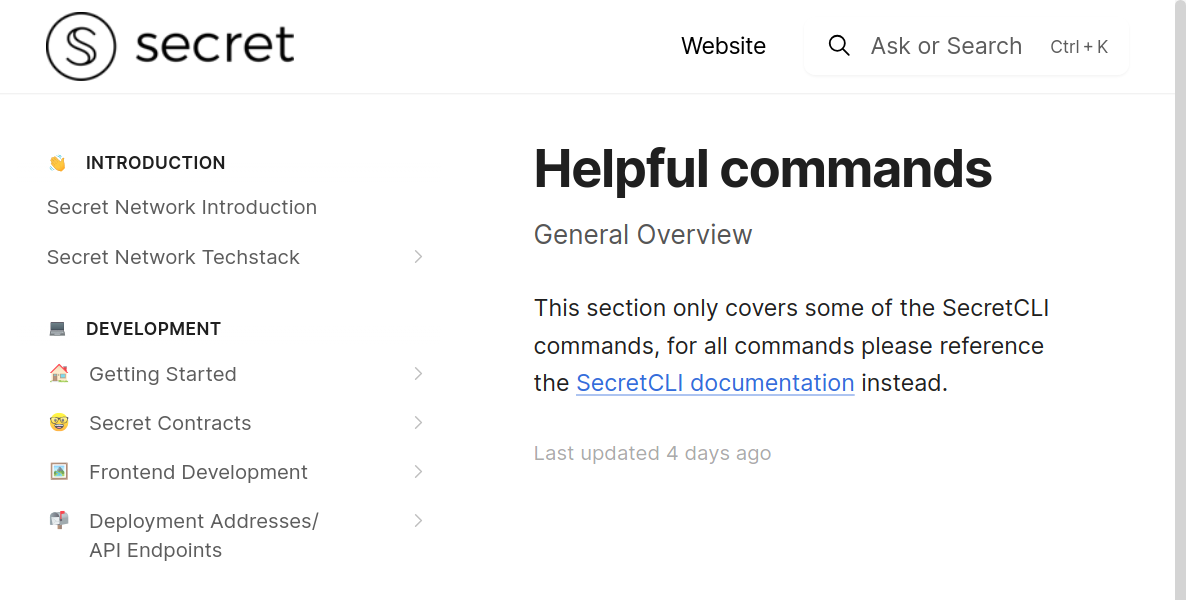 secret
Website
Ask or Search Ctrl + K
INTRODUCTION
Secret Network Introduction
Secret Network Techstack
DEVELOPMENT
Getting Started
Secret Contracts
Frontend Development
Deployment Addresses/
API Endpoints
Helpful commands
General Overview
This section only covers some of the SecretCLI
commands, for all commands please reference
the SecretCLI documentation instead.
Last updated 4 days ago